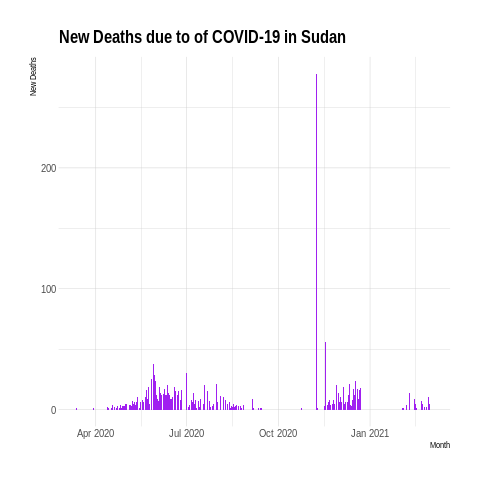 New Deaths due to of COVID-19 in Sudan
New Deaths
200
100
0
Apr 2020
Jul 2020
Oct 2020
Jan 2021
Month